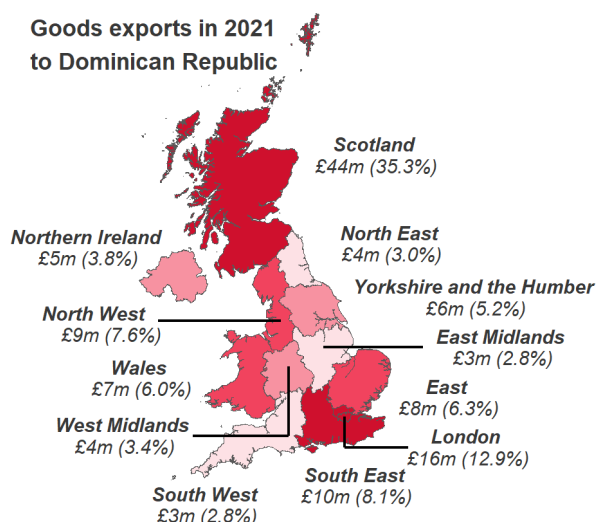 Goods exports in 2021
to Dominican Republic
Scotland
£44m (35.3%)
Northern Ireland
£5m (3.8%)
North East
£4m (3.0%)
Yorkshire and the Humber
£6m (5.2%)
North West
£9m (7.6%)
East Midlands
£3m (2.8%)
Wales
£7m (6.0%)
East
£8m (6.3%)
West Midlands
£4m (3.4%)
London
£16m (12.9%)
South East
£10m (8.1%)
South West
£3m (2.8%)